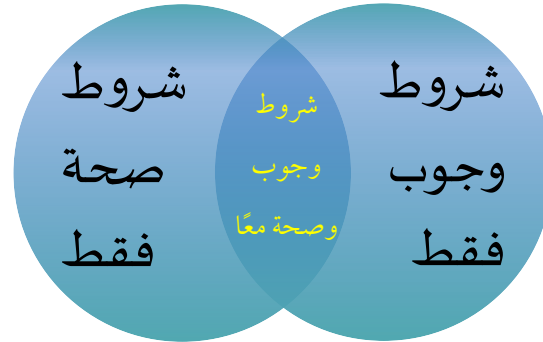 شروط
وجوب
فقط
شروط
وجوب
وصحة معًا
شروط
صحة
فقط